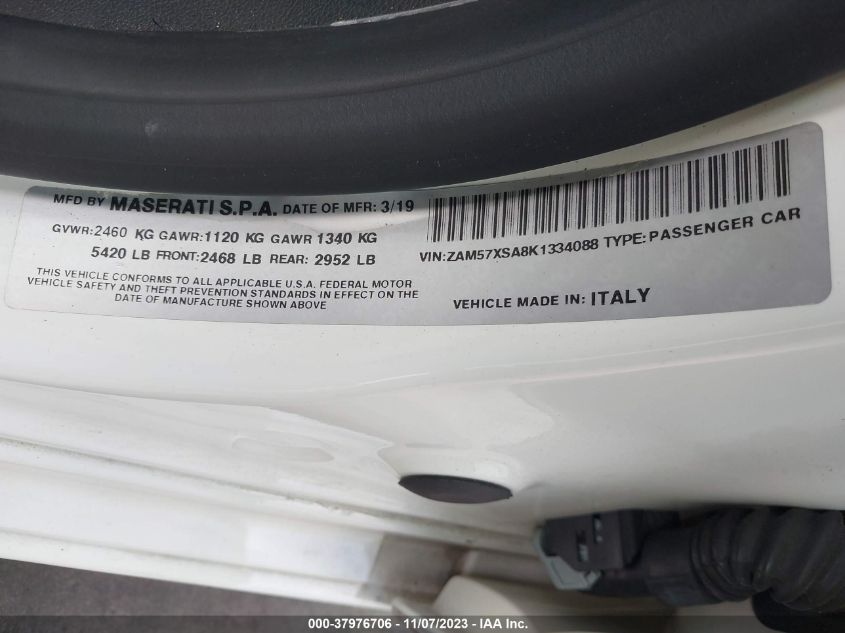 MFD BY MASERATI S.P.A. DATE OF MFR: 3/19
GVWR:2460 KG GAWR:1120 KG GAWR 1340 KG
5420 LB FRONT:2468 LB REAR: 2952 LB
THIS VEHICLE CONFORMS TO ALL APPLICABLE U.S.A. FEDERAL MOTOR
VEHICLE SAFETY AND THEFT PREVENTION STANDARDS IN EFFECT ON THE
DATE OF MANUFACTURE SHOWN ABOVE
VIN:ZAM57XSA8K1334088 TYPE:PASSENGER CAR
VEHICLE MADE IN: ITALY
000-37976706 - 11/07/2023 - IAA Inc.